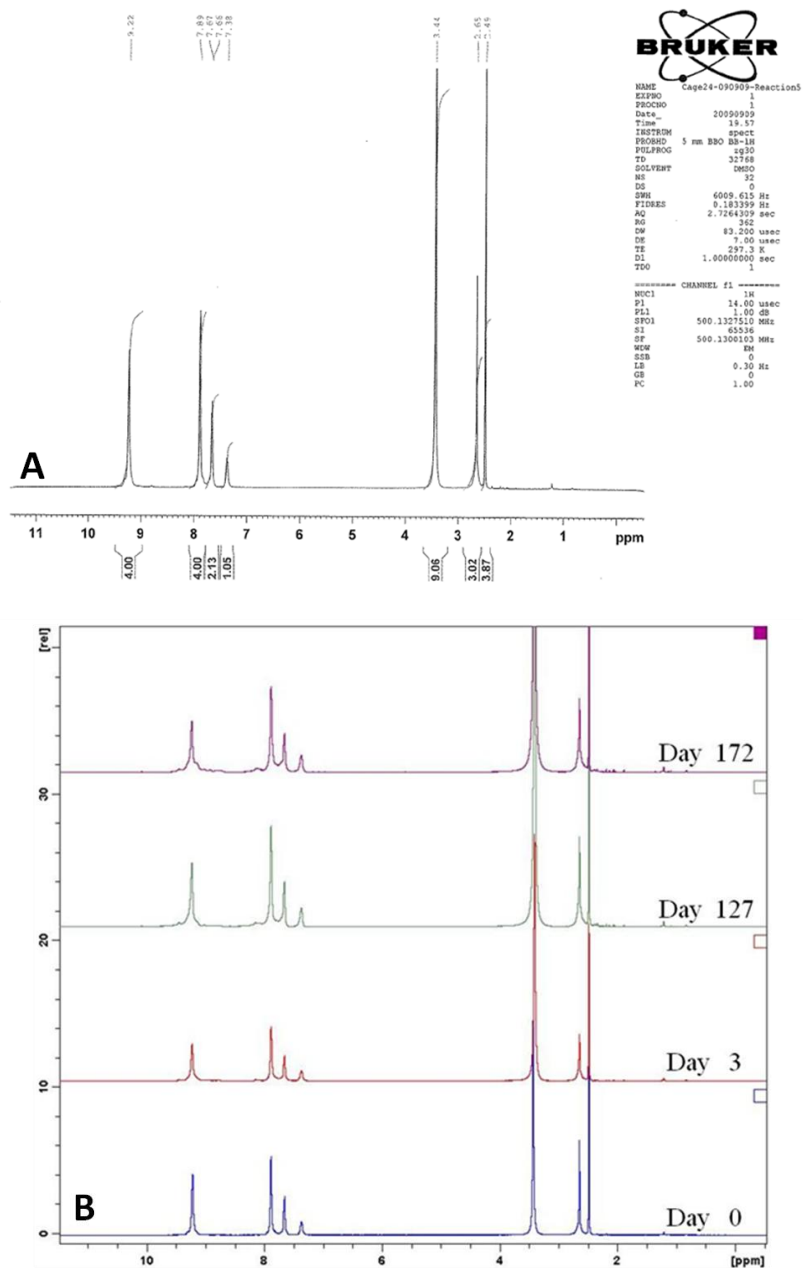 9.22
7.89
7.87
7.66
7.38
3.44
2.65
2.49
BRUKER
NAME Cage24-090909-Reaction5
EXPNO 1
PROCNO 1
Date_ 20090909
Time 19.57
INSTRUM spect
PROBHD 5 mm BBO BB-1H
PULPROG zg30
TD 32768
SOLVENT DMSO
NS 32
DS 0
SWH 6009.615 Hz
FIDRES 0.183399 Hz
AQ 2.7264309 sec
RG 362
DW 83.200 usec
DE 7.00 usec
TE 297.3 K
D1 1.00000000 sec
TD0 1
======== CHANNEL f1 ========
NUC1 1H
P1 14.00 usec
PL1 1.00 dB
SFO1 500.1327510 MHz
SI 65536
SF 500.1300103 MHz
WDW EM
SSB 0
LB 0.30 Hz
GB 0
PC 1.00
A
11 10 9 8 7 6 5 4 3 2 1 ppm
4.00 4.00 2.13 1.05 9.06 3.02 3.87
[rel]
Day 172
30
Day 127
20
Day 3
10
B
Day 0
0
10 8 6 4 2 [ppm]